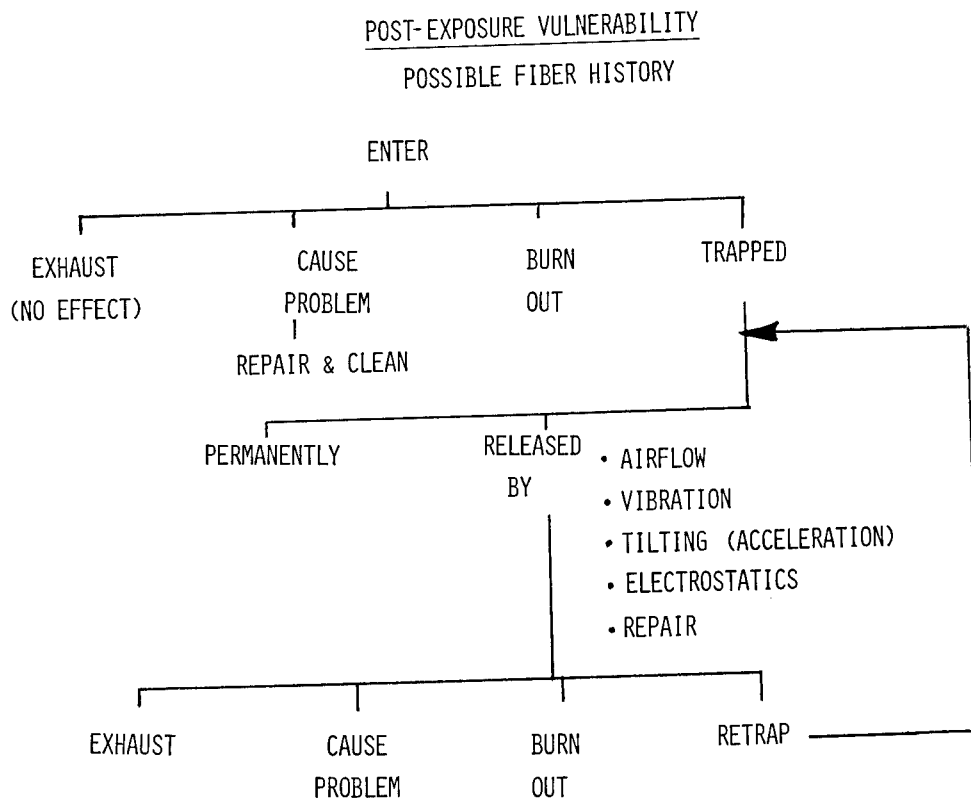 POST-EXPOSURE VULNERABILITY
POSSIBLE FIBER HISTORY
ENTER
EXHAUST
(NO EFFECT)
CAUSE
PROBLEM
REPAIR & CLEAN
BURN
OUT
TRAPPED
PERMANENTLY
RELEASED
BY
• AIRFLOW
• VIBRATION
• TILTING (ACCELERATION)
• ELECTROSTATICS
• REPAIR
EXHAUST
CAUSE
PROBLEM
BURN
OUT
RETRAP